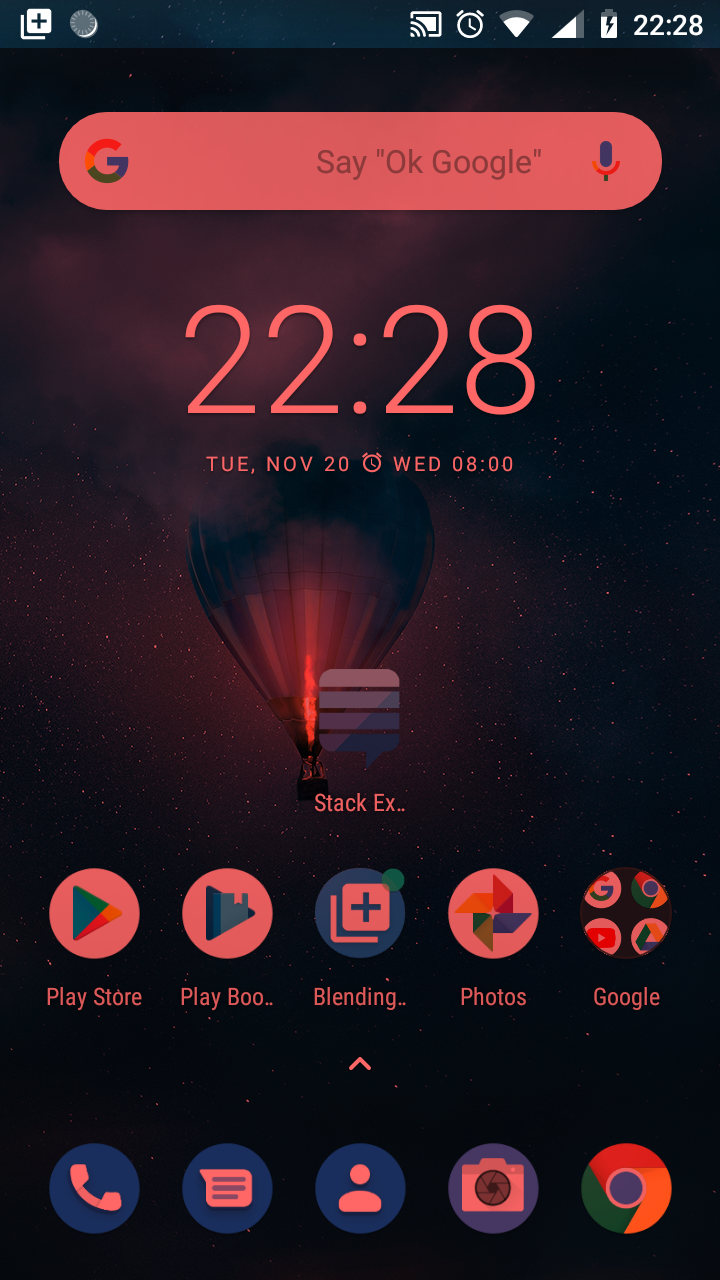 22:28
Say "Ok Google"
22:28
TUE, NOV 20 WED 08:00
Stack Ex..
Play Store
Play Boo..
Blending..
Photos
Google